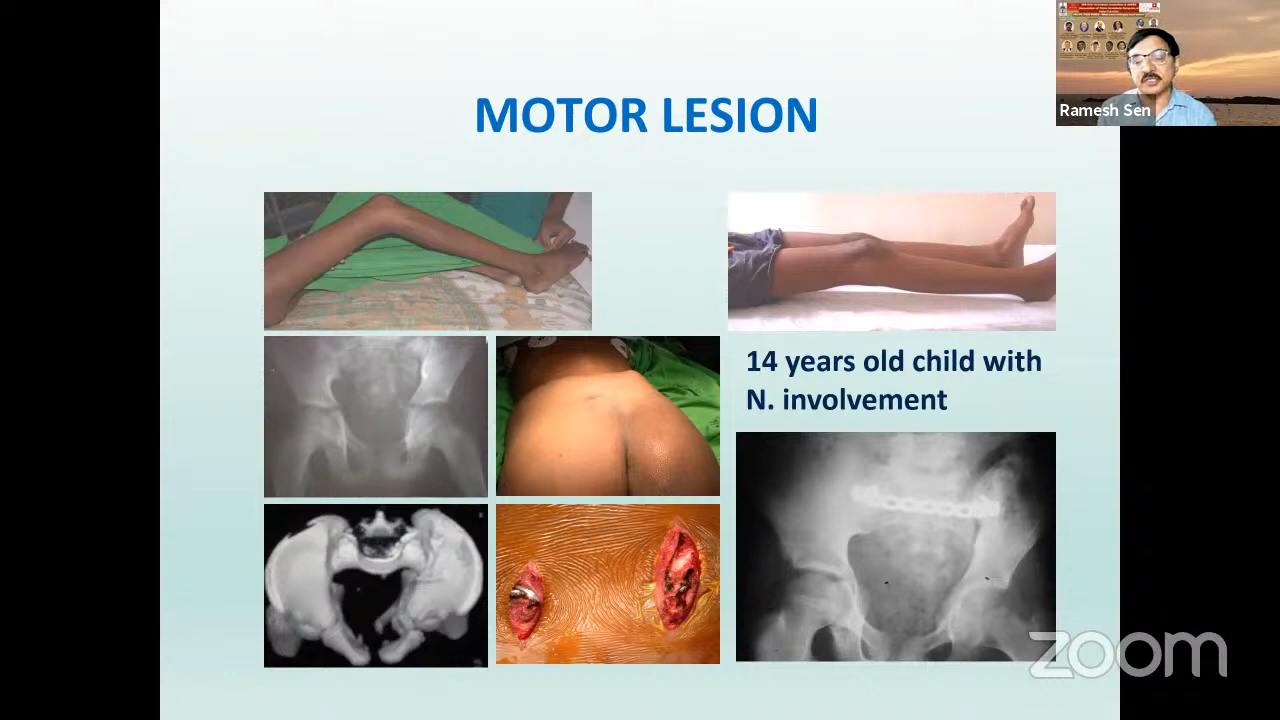 MOTOR LESION
Ramesh Sen
14 years old child with
N. involvement
zoom